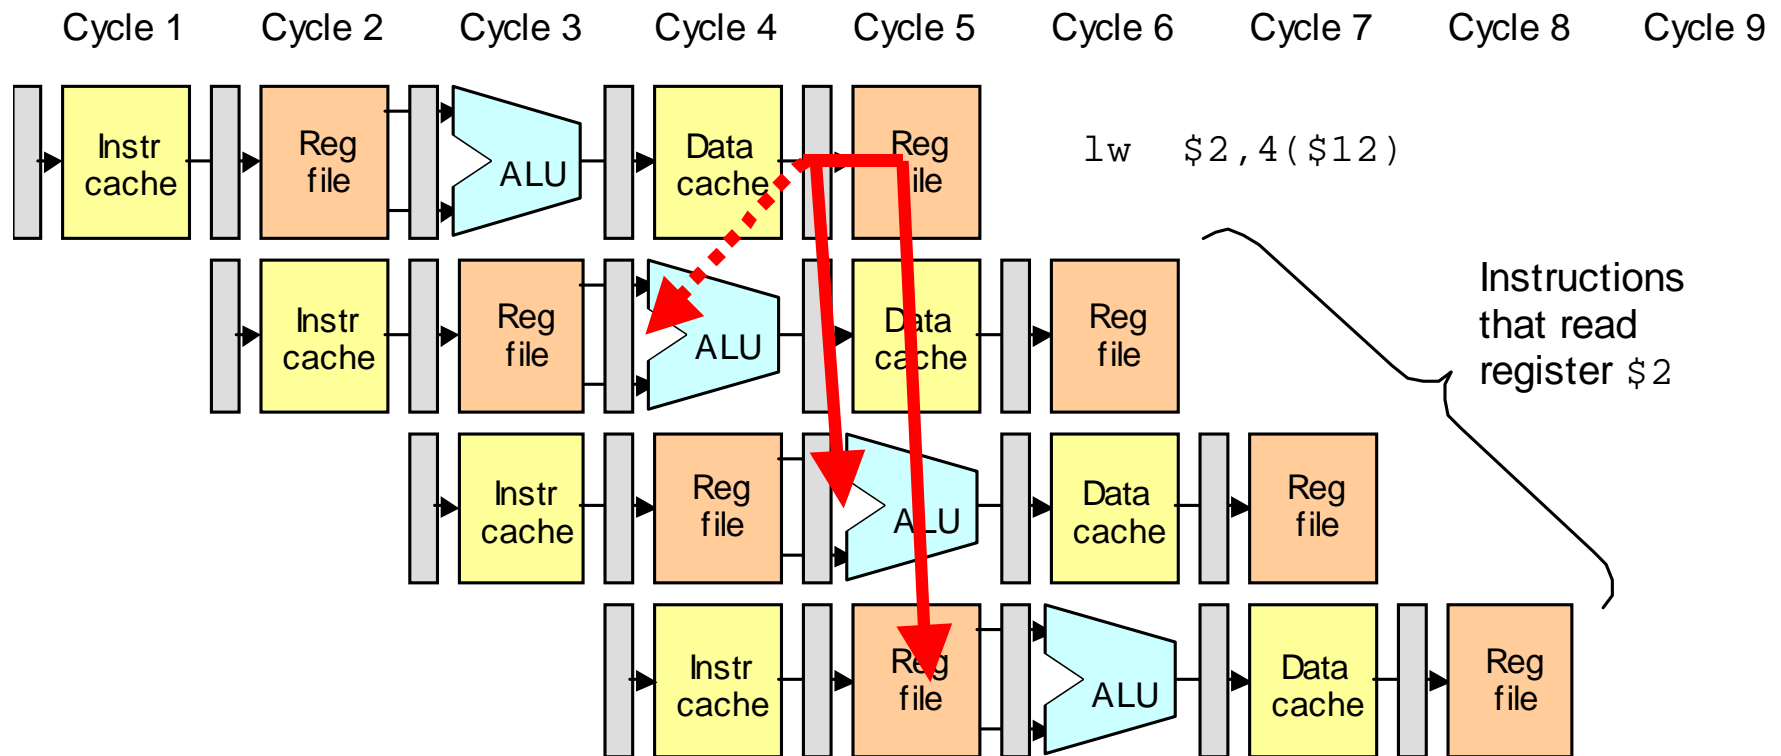 Cycle 1 Cycle 2 Cycle 3 Cycle 4 Cycle 5 Cycle 6 Cycle 7 Cycle 8 Cycle 9
Instr
cache
Reg
file
ALU
Data
cache
Reg
file
lw $2,4($12)
Instr
cache
Reg
file
ALU
Data
cache
Reg
file
Instructions
that read
register $2
Instr
cache
Reg
file
ALU
Data
cache
Reg
file
Instr
cache
Reg
file
ALU
Data
cache
Reg
file